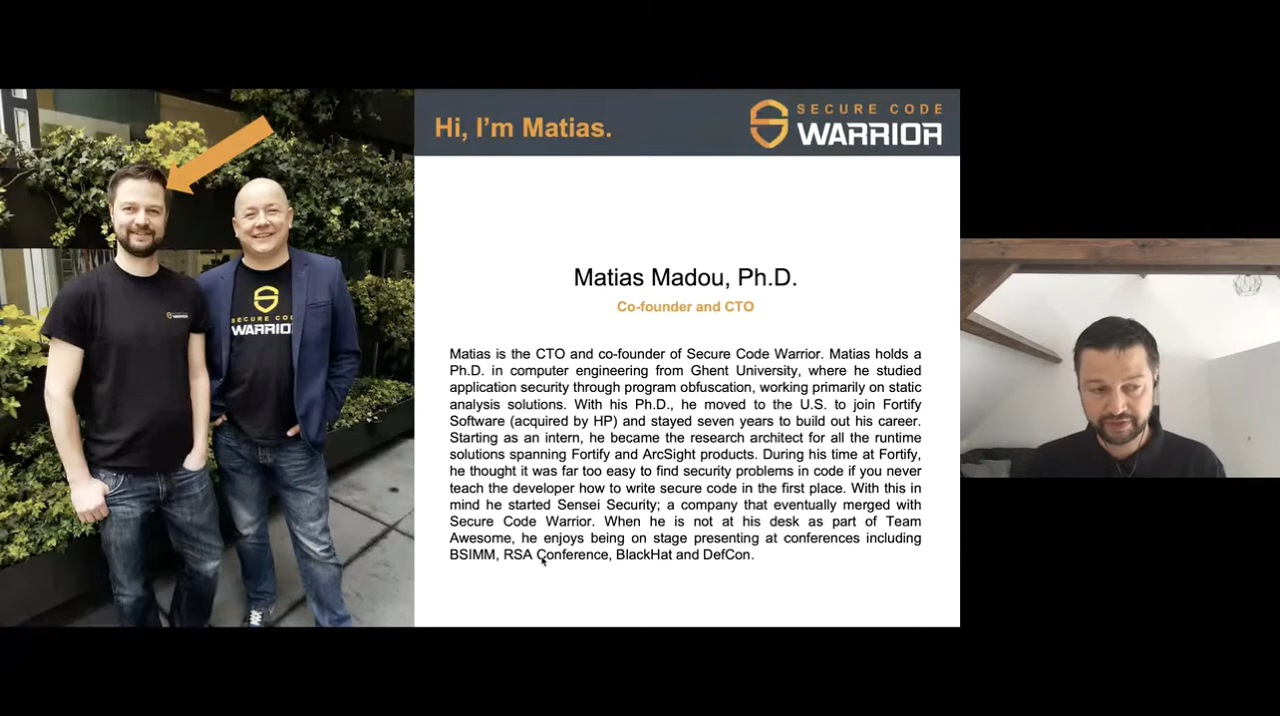 Hi, I'm Matias.
SECURE CODE
WARRIOR
WARRIOR
SECURE COD
WARRIO
Matias Madou, Ph.D.
Co-founder and CTO
Matias is the CTO and co-founder of Secure Code Warrior. Matias holds a
Ph.D. in computer engineering from Ghent University, where he studied
application security through program obfuscation, working primarily on static
analysis solutions. With his Ph.D., he moved to the U.S. to join Fortify
Software (acquired by HP) and stayed seven years to build out his career.
Starting as an intern, he became the research architect for all the runtime
solutions spanning Fortify and ArcSight products. During his time at Fortify,
he thought it was far too easy to find security problems in code if you never
teach the developer how to write secure code in the first place. With this in
mind he started Sensei Security; a company that eventually merged with
Secure Code Warrior. When he is not at his desk as part of Team
Awesome, he enjoys being on stage presenting at conferences including
BSIMM, RSA Conference, BlackHat and DefCon.